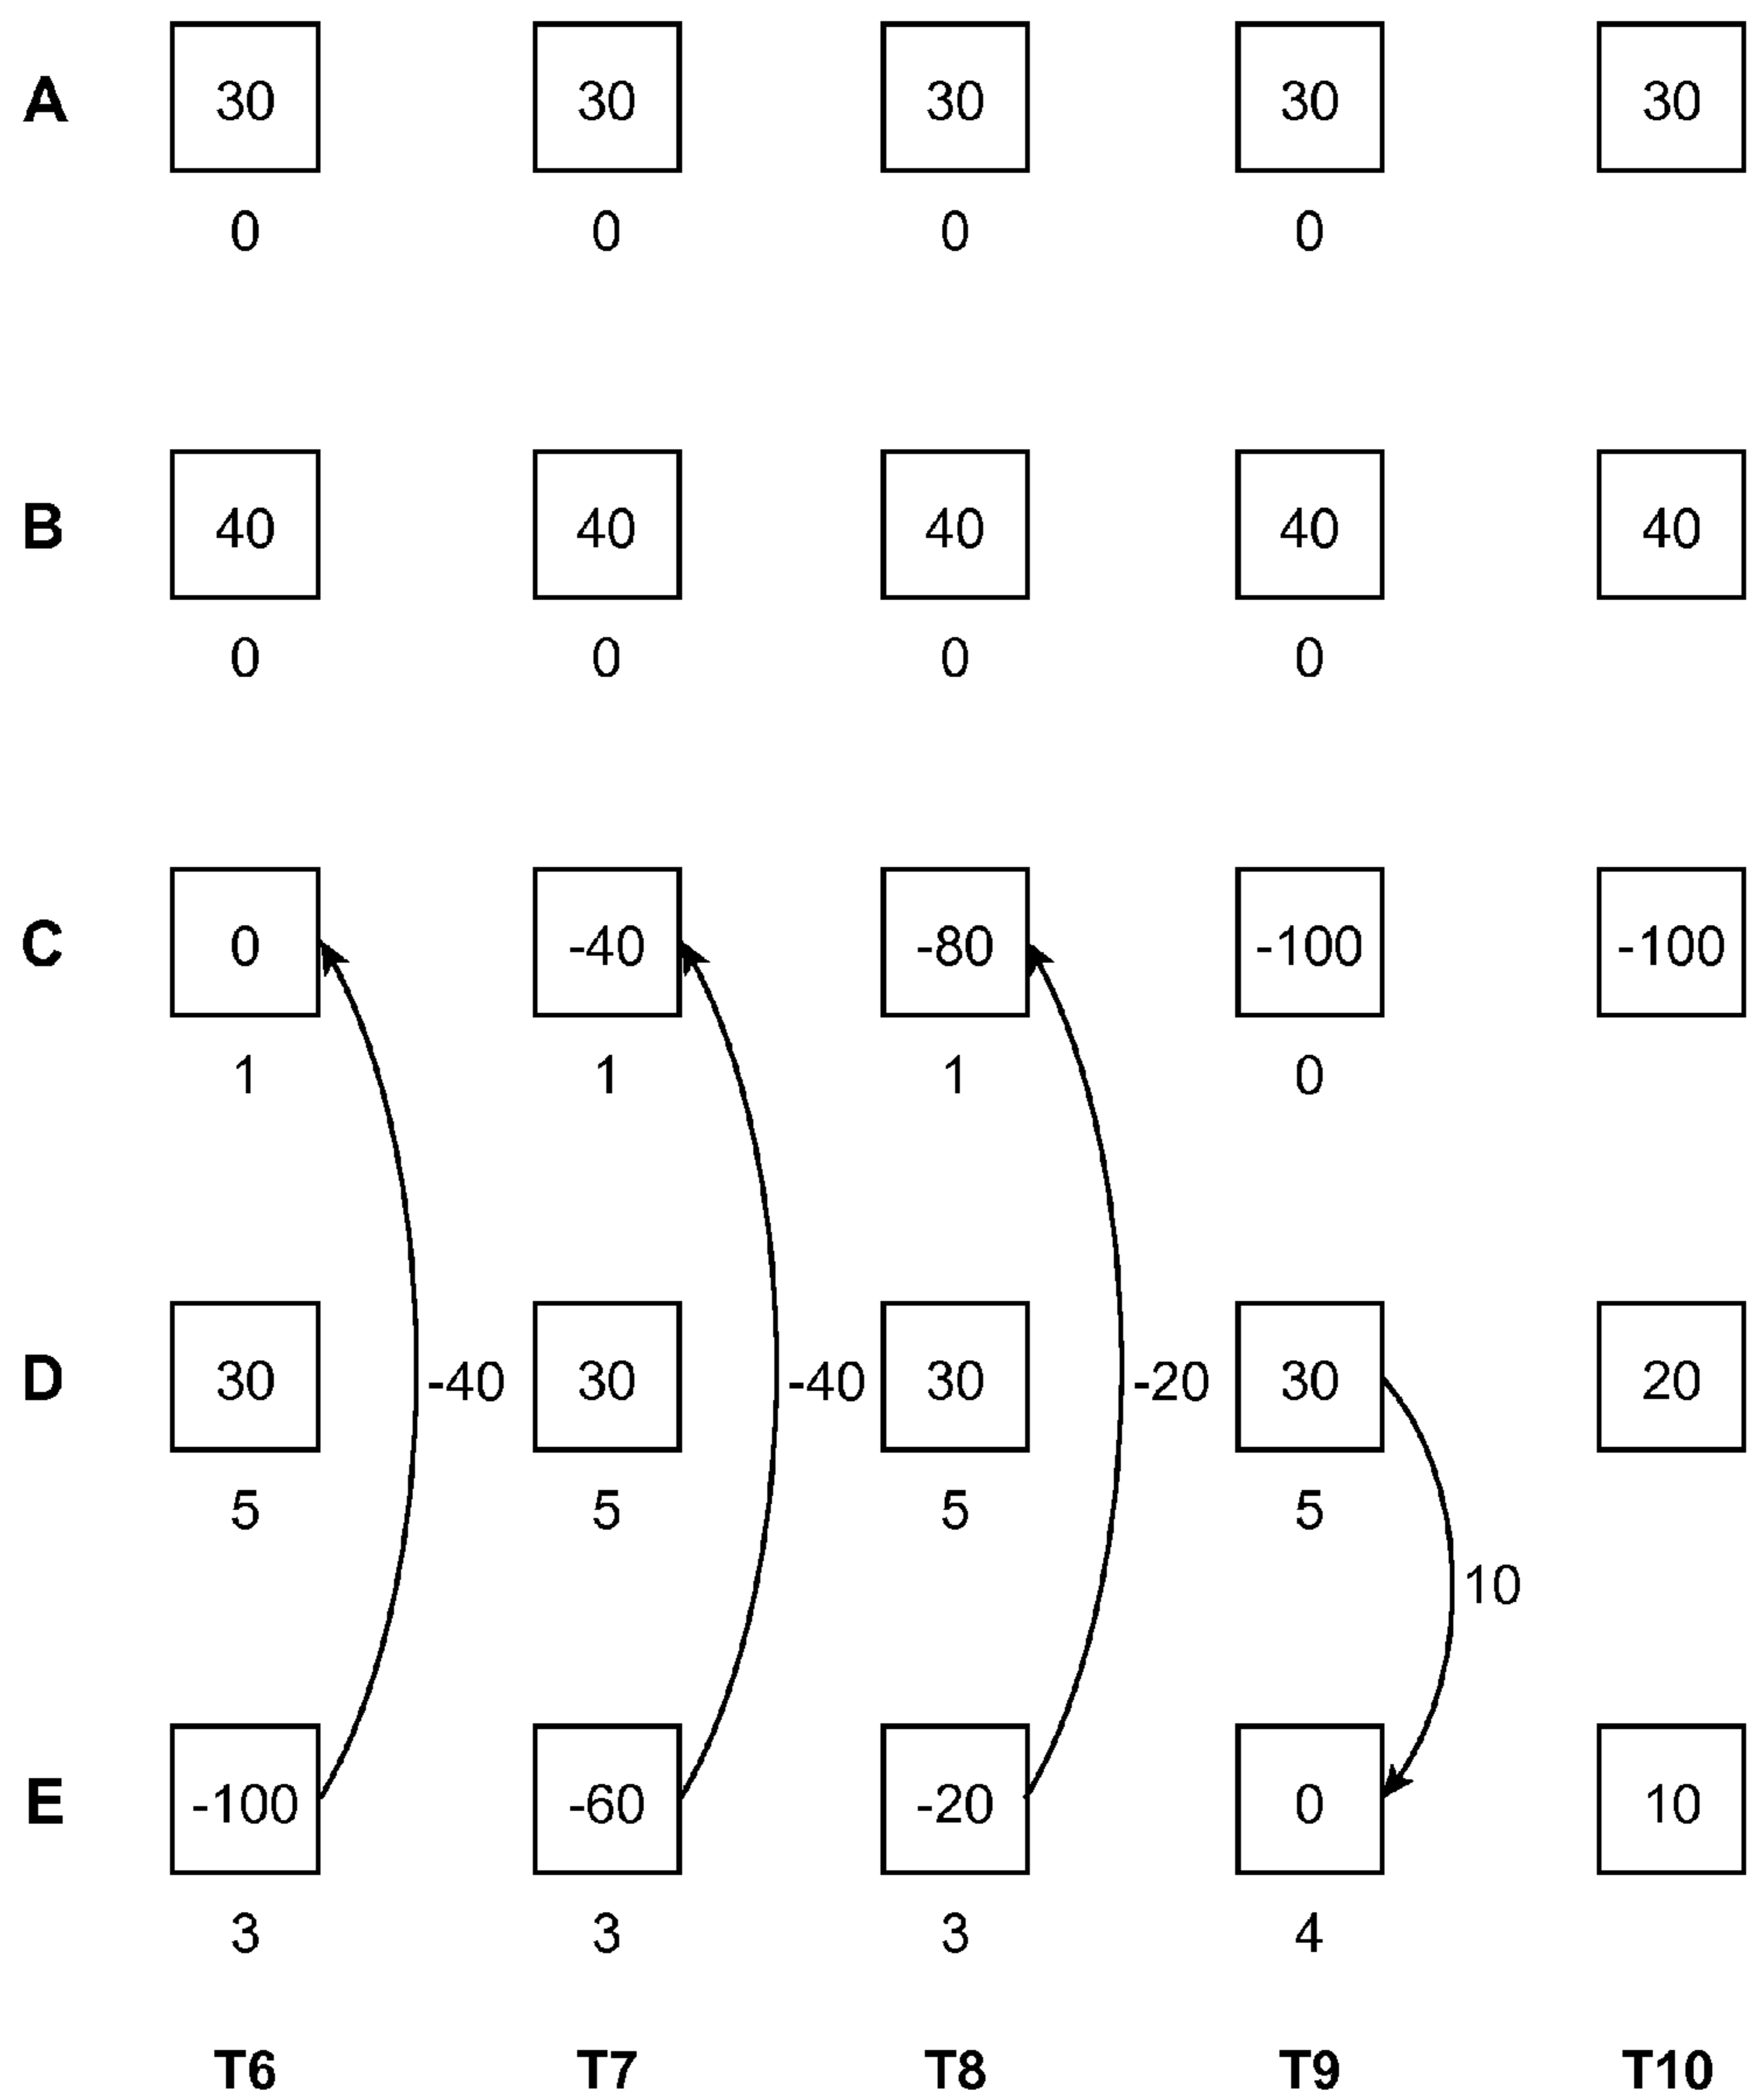 A 30 30 30 30 30
0 0 0 0
B 40 40 40 40 40
0 0 0 0
C 0 -40 -80 -100 -100
1 1 1 0
D 30 -40 30 -40 30 -20 30 20
5 5 5 5
10
E -100 -60 -20 0 10
3 3 3 4
T6 T7 T8 T9 T10